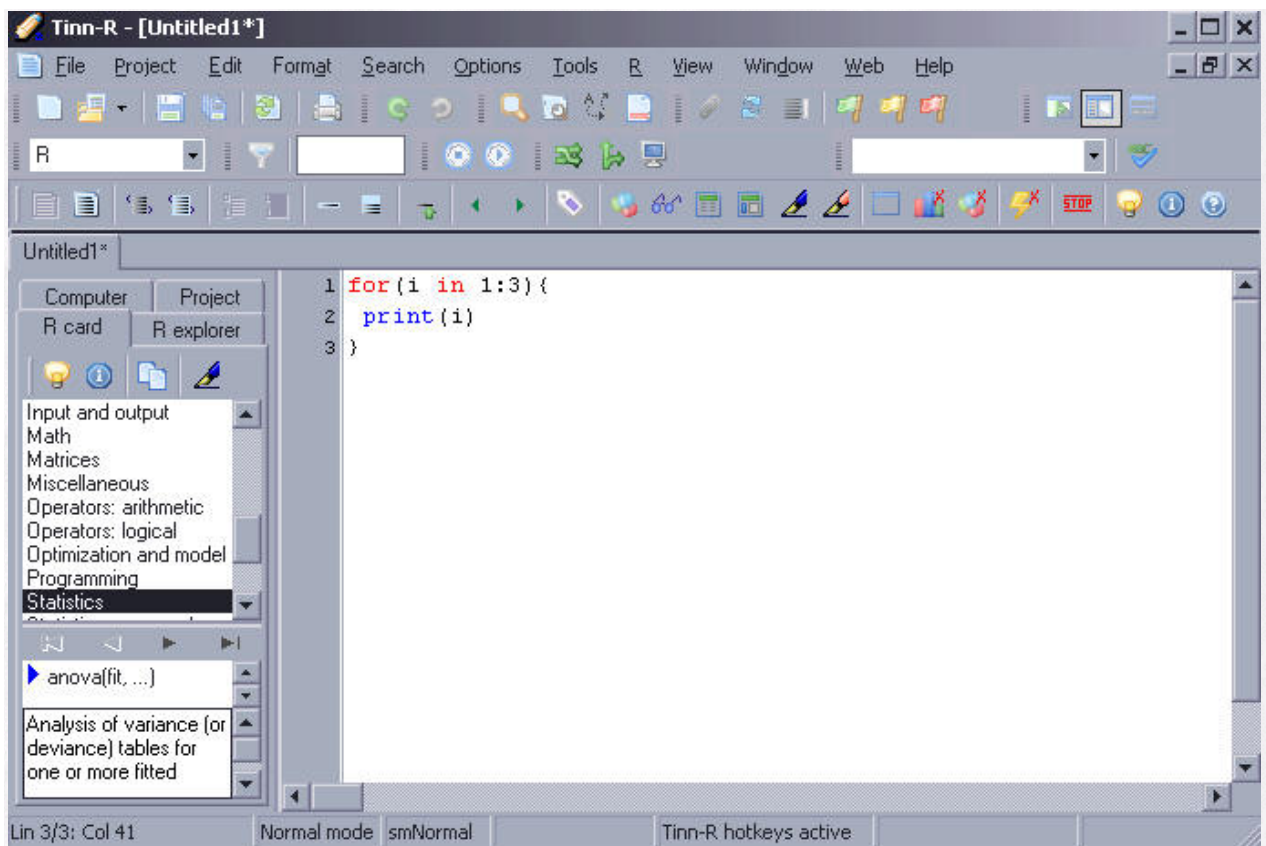 Tinn-R - [Untitled1*]
File Project Edit Format Search Options Tools R View Window Web Help
R
STOP
Untitled1*
Computer Project
R card R explorer
Input and output
Math
Matrices
Miscellaneous
Operators: arithmetic
Operators: logical
Optimization and model
Programming
Statistics
anova(fit, ...)
Analysis of variance (or
deviance) tables for
one or more fitted
1 for(i in 1:3){
2 print(i)
3 }
Lin 3/3: Col 41 Normal mode smNormal Tinn-R hotkeys active